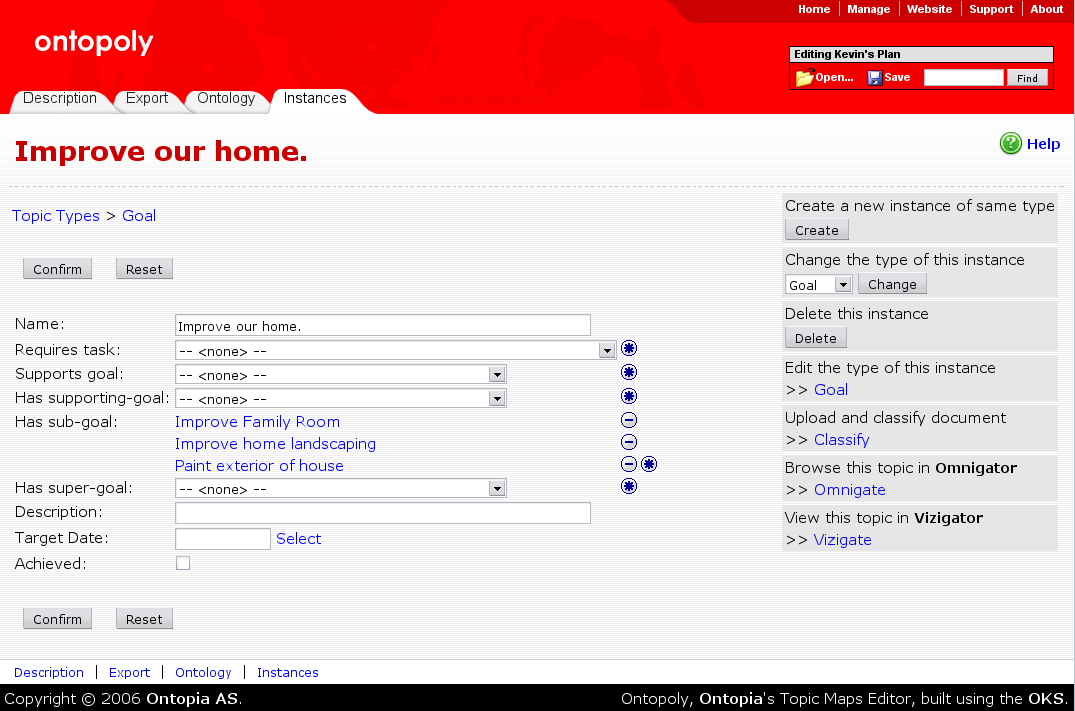 Home Manage Website Support About
ontopoly
Editing Kevin's Plan
Open... Save Find
Description Export Ontology Instances
Improve our home.
Help
Topic Types > Goal
Confirm Reset
Name: Improve our home.
Requires task: -- <none> --
Supports goal: -- <none> --
Has supporting-goal: -- <none> --
Has sub-goal: Improve Family Room
Improve home landscaping
Paint exterior of house
Has super-goal: -- <none> --
Description:
Target Date: Select
Achieved:
Confirm Reset
Create a new instance of same type
Create
Change the type of this instance
Goal Change
Delete this instance
Delete
Edit the type of this instance
>> Goal
Upload and classify document
>> Classify
Browse this topic in Omnigator
>> Omnigate
View this topic in Vizigator
>> Vizigate
Description | Export | Ontology | Instances
Copyright © 2006 Ontopia AS. Ontopoly, Ontopia's Topic Maps Editor, built using the OKS.